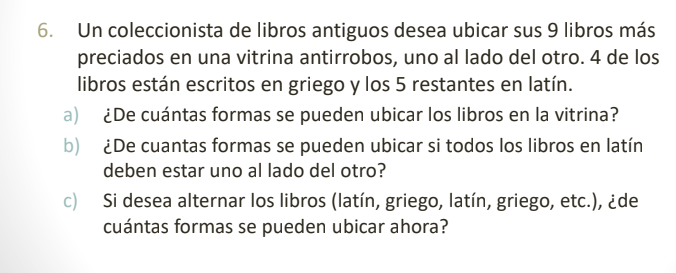 6. Un coleccionista de libros antiguos desea ubicar sus 9 libros más
preciados en una vitrina antirrobos, uno al lado del otro. 4 de los
libros están escritos en griego y los 5 restantes en latín.
a) ¿De cuántas formas se pueden ubicar los libros en la vitrina?
b) ¿De cuantas formas se pueden ubicar si todos los libros en latín
deben estar uno al lado del otro?
c) Si desea alternar los libros (latín, griego, latín, griego, etc.), ¿de
cuántas formas se pueden ubicar ahora?